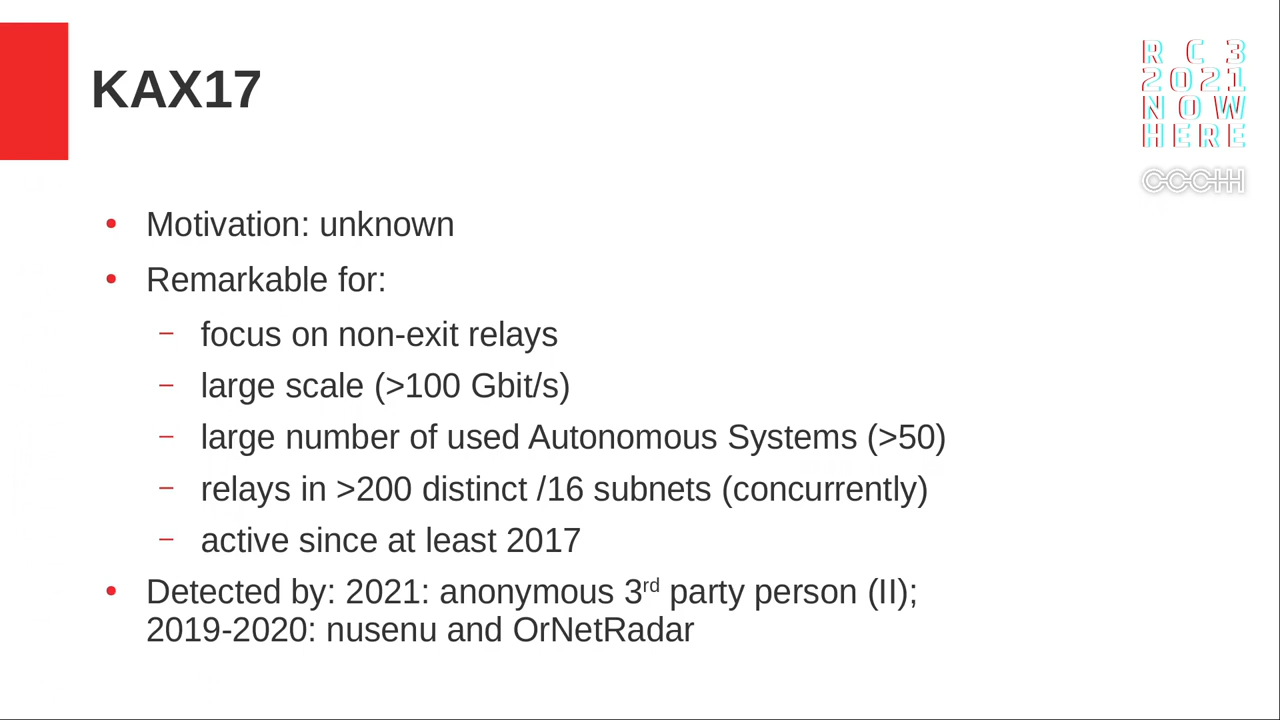 KAX17
R C 3
2021
NOW
HERE
CCCHH
• Motivation: unknown
• Remarkable for:
– focus on non-exit relays
– large scale (>100 Gbit/s)
– large number of used Autonomous Systems (>50)
– relays in >200 distinct /16 subnets (concurrently)
– active since at least 2017
• Detected by: 2021: anonymous 3rd party person (II);
2019-2020: nusenu and OrNetRadar